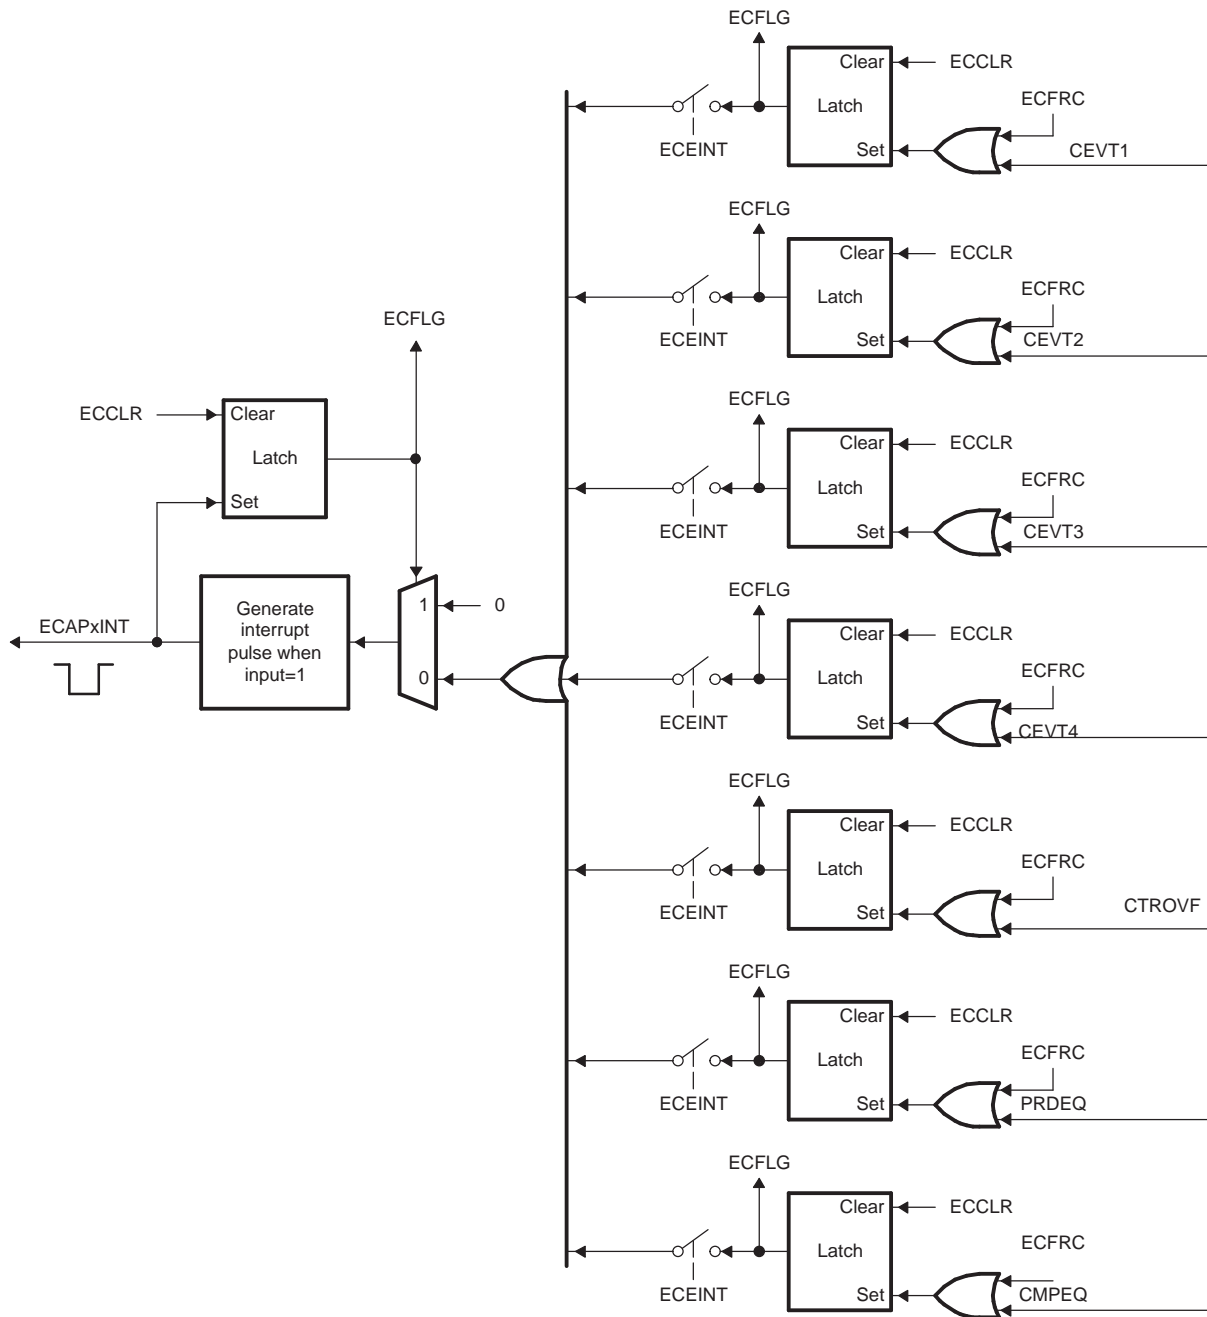 ECFLG
Clear
ECCLR
ECFRC
Latch
CEVT1
Set
ECEINT
ECFLG
Clear
ECCLR
ECFRC
Latch
CEVT2
Set
ECEINT
ECFLG
ECCLR
Clear
Latch
Set
ECFLG
Clear
ECCLR
ECFRC
Latch
CEVT3
Set
ECEINT
ECAPxINT
Generate
interrupt
pulse when
input=1
1
0
0
ECFLG
Clear
ECCLR
ECFRC
Latch
CEVT4
Set
ECEINT
ECFLG
Clear
ECCLR
ECFRC
Latch
CTROVF
Set
ECEINT
ECFLG
Clear
ECCLR
ECFRC
Latch
PRDEQ
Set
ECEINT
ECFLG
Clear
ECCLR
ECFRC
Latch
CMPEQ
Set
ECEINT